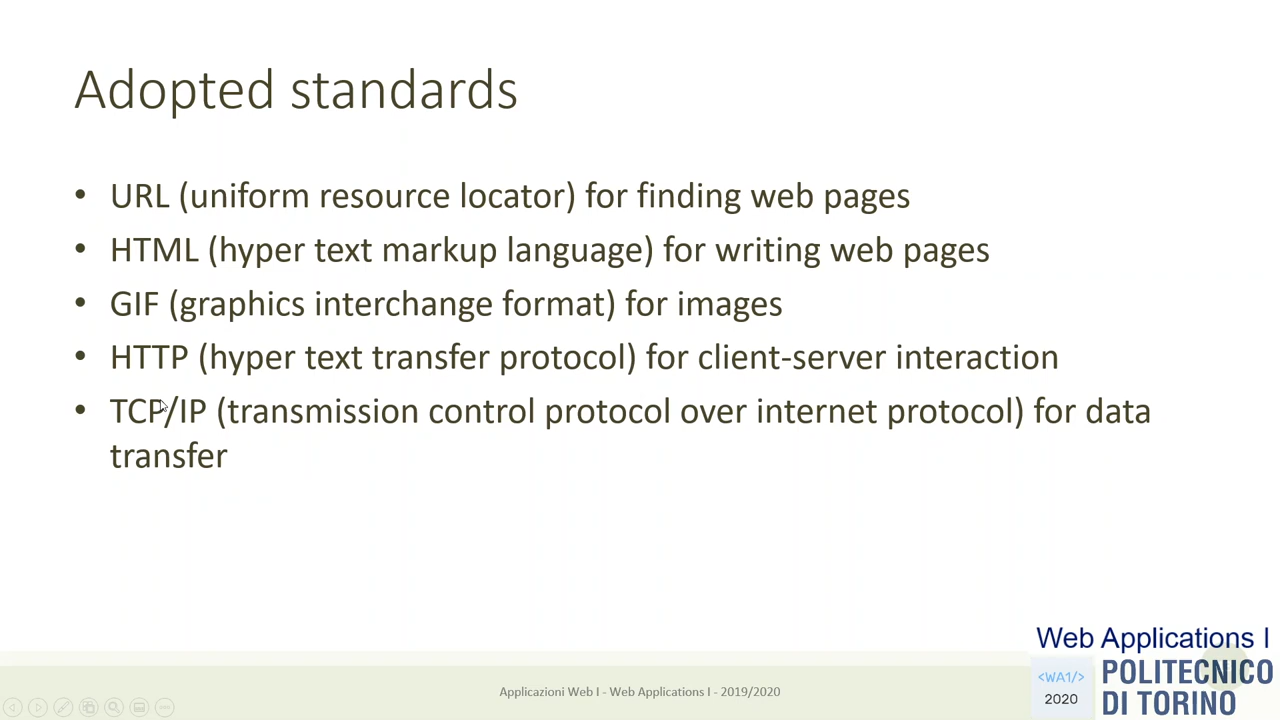 Adopted standards
• URL (uniform resource locator) for finding web pages
• HTML (hyper text markup language) for writing web pages
• GIF (graphics interchange format) for images
• HTTP (hyper text transfer protocol) for client-server interaction
• TCP/IP (transmission control protocol over internet protocol) for data
transfer
Applicazioni Web I - Web Applications I - 2019/2020
Web Applications I
<WA1/>
2020
POLITECNICO
DI TORINO